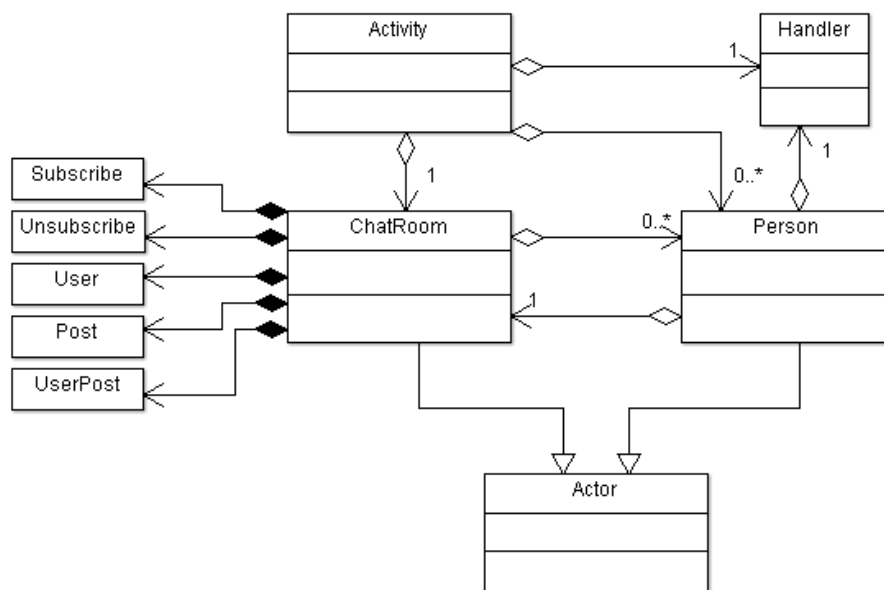 Activity
Handler
1
1
0..*
1
Subscribe
Unsubscribe
User
Post
UserPost
ChatRoom
0..*
1
Person
Actor